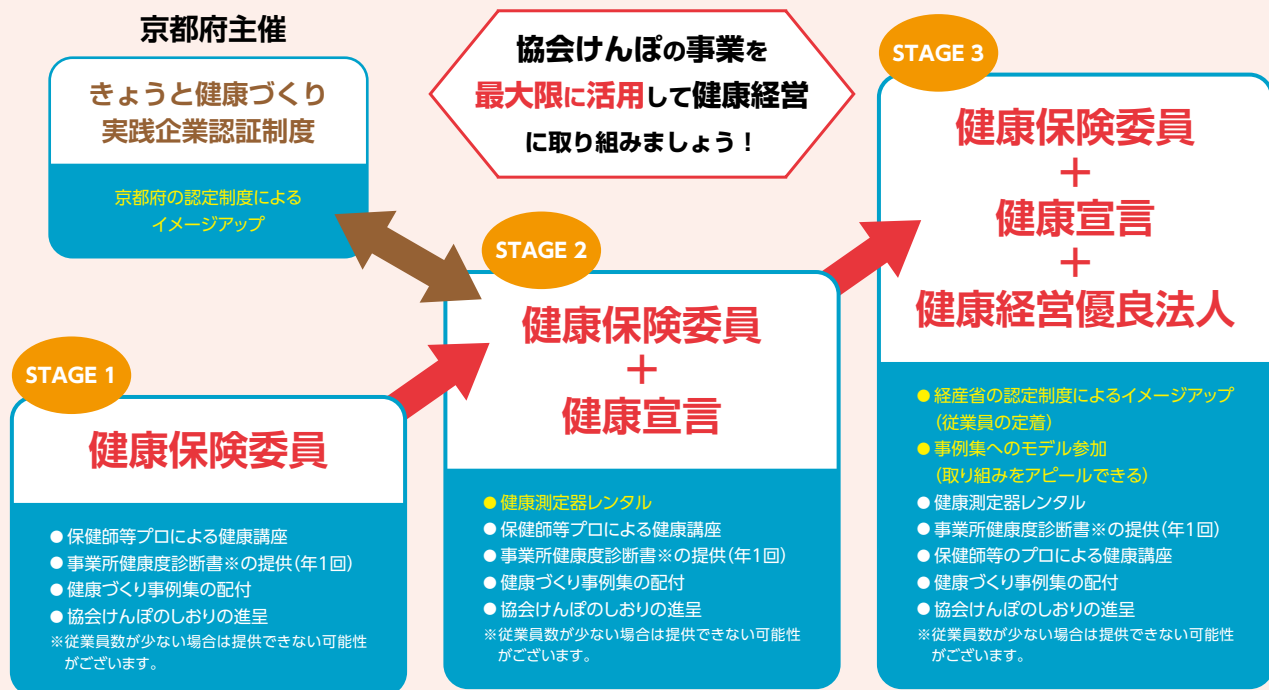 京都府主催
きょうと健康づくり
実践企業認証制度
京都府の認定制度による
イメージアップ
協会けんぽの事業を
最大限に活用して健康経営
に取り組みましょう！
STAGE 1
健康保険委員
● 保健師等プロによる健康講座
● 事業所健康度診断書※の提供（年1回）
● 健康づくり事例集の配付
● 協会けんぽのしおりの進呈
※従業員数が少ない場合は提供できない可能性
がございます。
STAGE 2
健康保険委員
＋
健康宣言
● 健康測定器レンタル
● 保健師等プロによる健康講座
● 事業所健康度診断書※の提供（年1回）
● 健康づくり事例集の配付
● 協会けんぽのしおりの進呈
※従業員数が少ない場合は提供できない可能性
がございます。
STAGE 3
健康保険委員
＋
健康宣言
＋
健康経営優良法人
● 経産省の認定制度によるイメージアップ
（従業員の定着）
● 事例集へのモデル参加
（取り組みをアピールできる）
● 健康測定器レンタル
● 事業所健康度診断書※の提供（年1回）
● 保健師等のプロによる健康講座
● 健康づくり事例集の配付
● 協会けんぽのしおりの進呈
※従業員数が少ない場合は提供できない可能性
がございます。